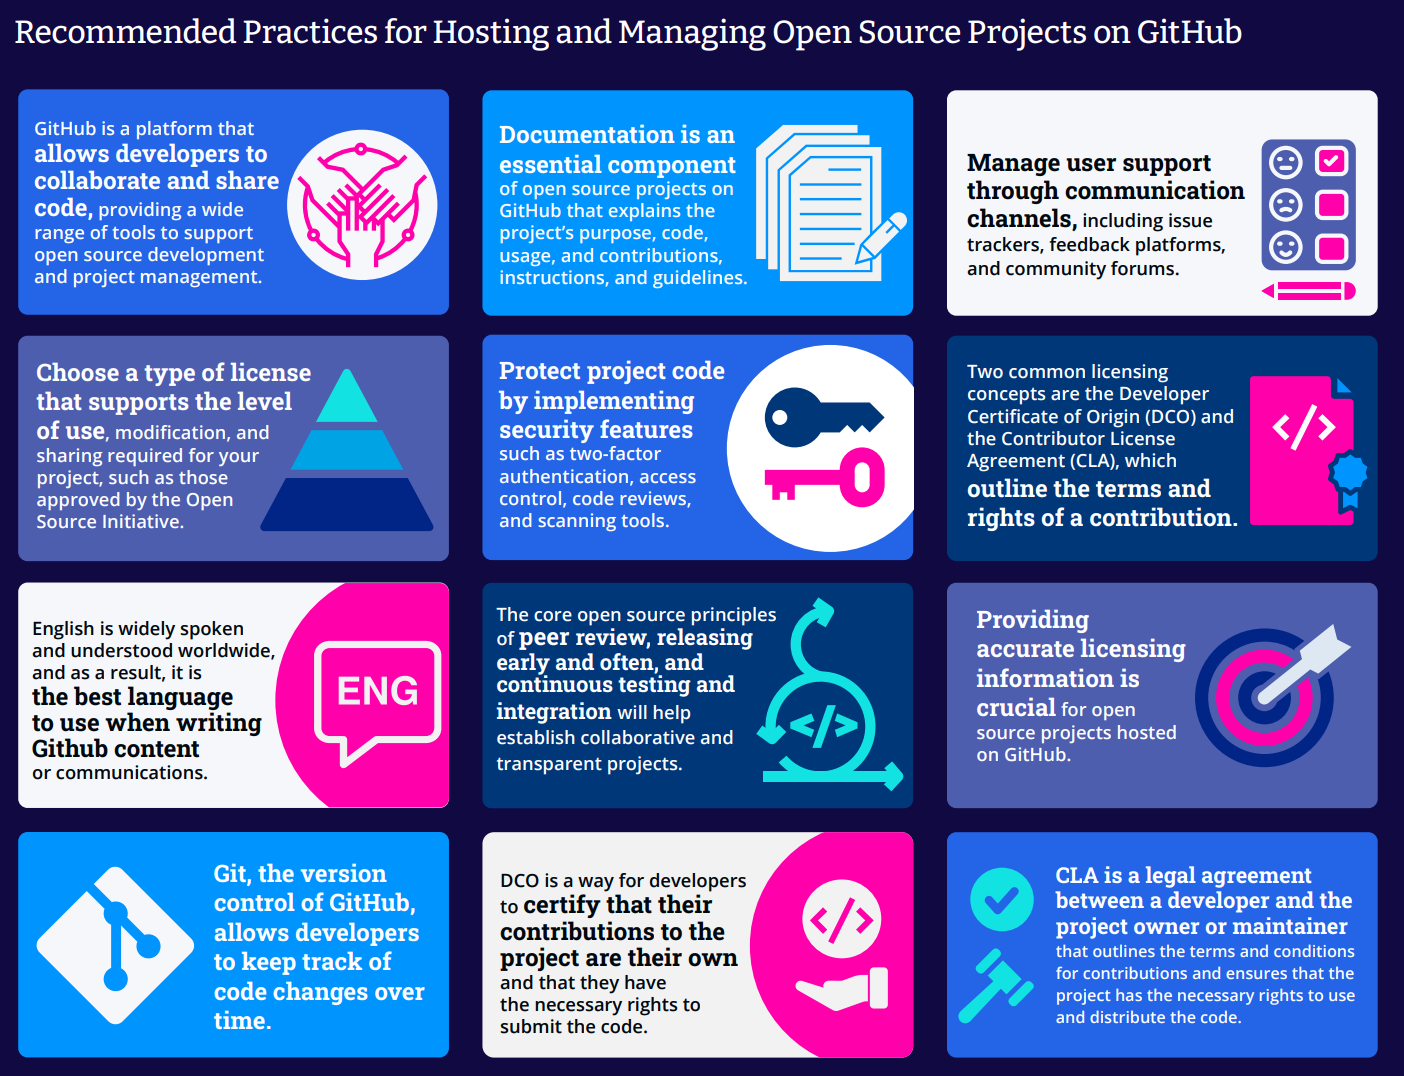 Recommended Practices for Hosting and Managing Open Source Projects on GitHub
GitHub is a platform that
allows developers to
collaborate and share
code, providing a wide
range of tools to support
open source development
and project management.
Documentation is an
essential component
of open source projects on
GitHub that explains the
project's purpose, code,
usage, and contributions,
instructions, and guidelines.
Manage user support
through communication
channels, including issue
trackers, feedback platforms,
and community forums.
Choose a type of license
that supports the level
of use, modification, and
sharing required for your
project, such as those
approved by the Open
Source Initiative.
Protect project code
by implementing
security features
such as two-factor
authentication, access
control, code reviews,
and scanning tools.
Two common licensing
concepts are the Developer
Certificate of Origin (DCO) and
the Contributor License
Agreement (CLA), which
outline the terms and
rights of a contribution.
</>
English is widely spoken
and understood worldwide,
and as a result, it is
the best language
to use when writing
Github content
or communications.
ENG
The core open source principles
of peer review, releasing
early and often, and
continuous testing and
integration will help
establish collaborative and
transparent projects.
</>
Providing
accurate licensing
information is
crucial for open
source projects hosted
on GitHub.
Git, the version
control of GitHub,
allows developers
to keep track of
code changes over
time.
DCO is a way for developers
to certify that their
contributions to the
project are their own
and that they have
the necessary rights to
submit the code.
</>
CLA is a legal agreement
between a developer and the
project owner or maintainer
that outlines the terms and conditions
for contributions and ensures that the
project has the necessary rights to use
and distribute the code.